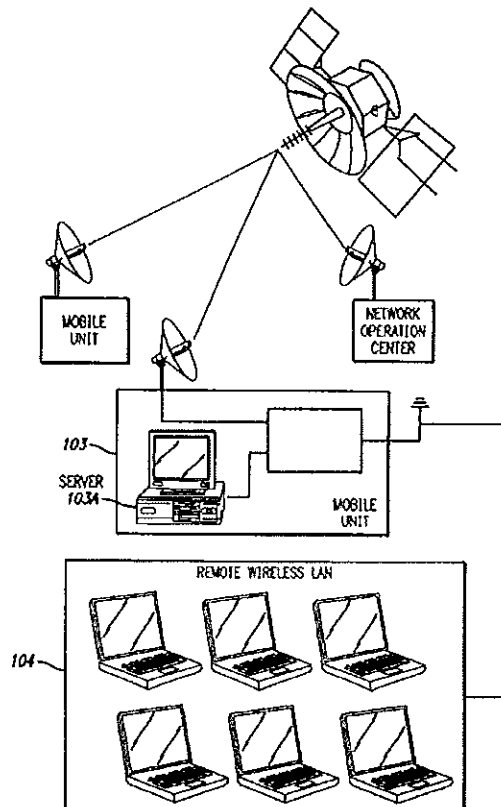 MOBILE
UNIT
NETWORK
OPERATION
CENTER
103
SERVER
103A
MOBILE
UNIT
REMOTE WIRELESS LAN
104